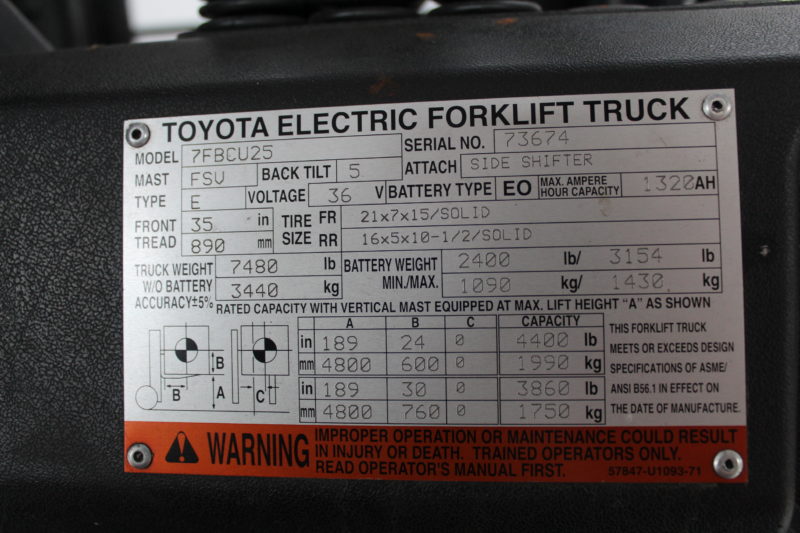 TOYOTA ELECTRIC FORKLIFT TRUCK
MODEL 7FBCU25 SERIAL NO. 73674
MAST FSV BACK TILT 5 ATTACH SIDE SHIFTER
TYPE E VOLTAGE 36 V BATTERY TYPE EO MAX. AMPERE HOUR CAPACITY 1320AH
FRONT TREAD 35 in TIRE SIZE FR 21x7x15/SOLID
890 mm RR 16x5x10-1/2/SOLID
TRUCK WEIGHT 7480 lb BATTERY WEIGHT 2400 lb/ 3154 lb
W/O BATTERY 3440 kg MIN./MAX. 1090 kg/ 1430 kg
ACCURACY±5%
RATED CAPACITY WITH VERTICAL MAST EQUIPPED AT MAX. LIFT HEIGHT "A" AS SHOWN
A B C CAPACITY
in 189 24 0 4400 lb
mm 4800 600 0 1990 kg
in 189 30 0 3860 lb
mm 4800 760 0 1750 kg
B B A C
THIS FORKLIFT TRUCK
MEETS OR EXCEEDS DESIGN
SPECIFICATIONS OF ASME/
ANSI B56.1 IN EFFECT ON
THE DATE OF MANUFACTURE.
WARNING
IMPROPER OPERATION OR MAINTENANCE COULD RESULT
IN INJURY OR DEATH. TRAINED OPERATORS ONLY.
READ OPERATOR'S MANUAL FIRST.
57847-U1093-71